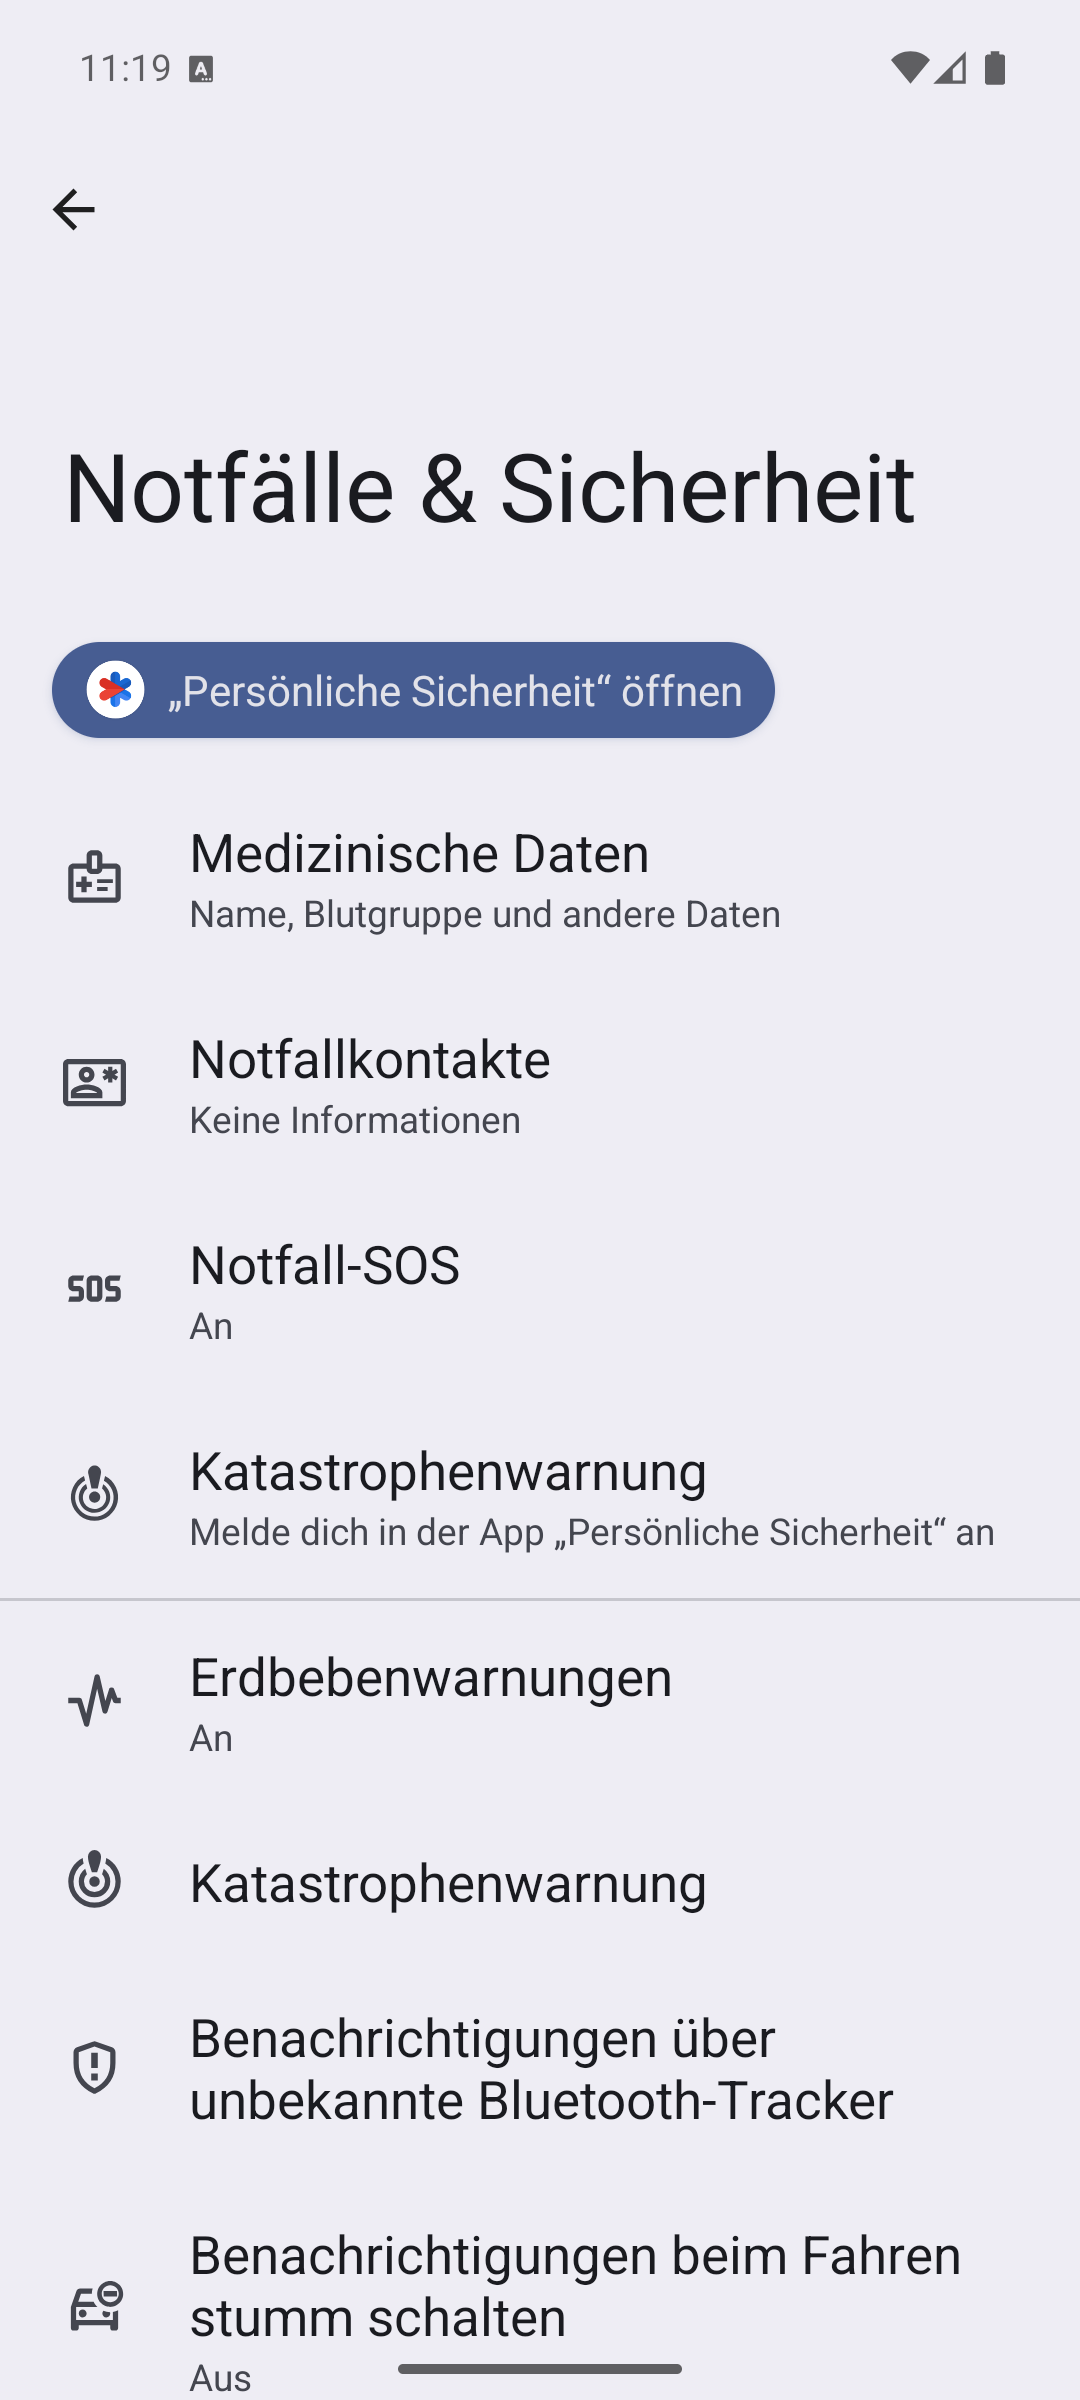 11:19
Notfälle & Sicherheit
„Persönliche Sicherheit“ öffnen
Medizinische Daten
Name, Blutgruppe und andere Daten
Notfallkontakte
Keine Informationen
SOS
Notfall-SOS
An
Katastrophenwarnung
Melde dich in der App „Persönliche Sicherheit“ an
Erdbebenwarnungen
An
Katastrophenwarnung
Benachrichtigungen über
unbekannte Bluetooth-Tracker
Benachrichtigungen beim Fahren
stumm schalten
Aus